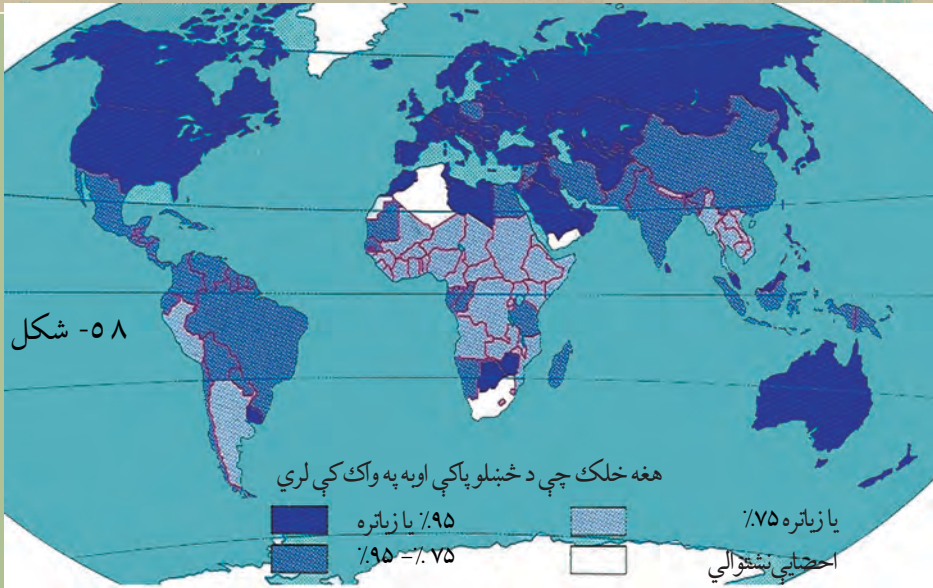 ۵۸- شکل
هغه خلک چې د څښلو پاکې اوبه په واک کې لري
۹۵٪ یا زیاتره
یا زیاتره ۷۵٪
۷۵٪ – ۹۵٪
احصایې نشتوالي